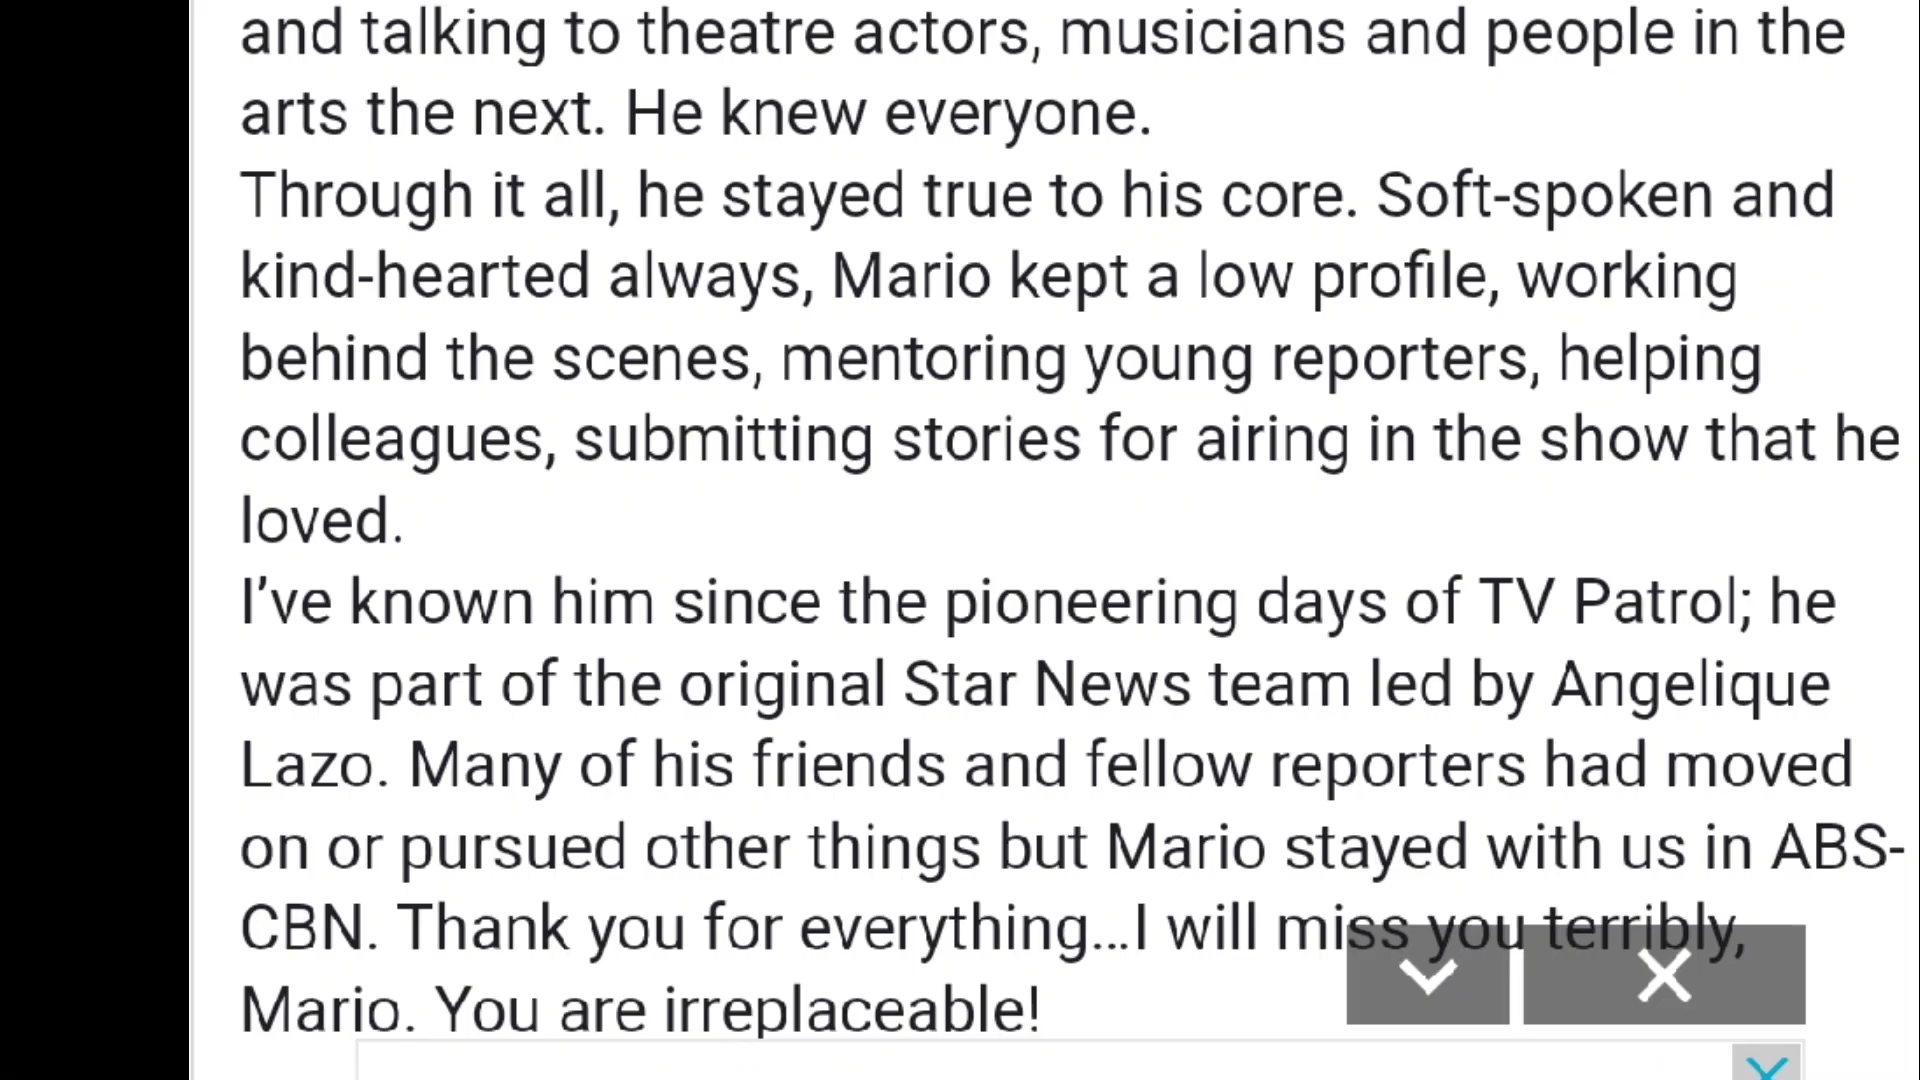 and talking to theatre actors, musicians and people in the
arts the next. He knew everyone.
Through it all, he stayed true to his core. Soft-spoken and
kind-hearted always, Mario kept a low profile, working
behind the scenes, mentoring young reporters, helping
colleagues, submitting stories for airing in the show that he
loved.
I’ve known him since the pioneering days of TV Patrol; he
was part of the original Star News team led by Angelique
Lazo. Many of his friends and fellow reporters had moved
on or pursued other things but Mario stayed with us in ABS-
CBN. Thank you for everything…I will miss you terribly,
Mario. You are irreplaceable!